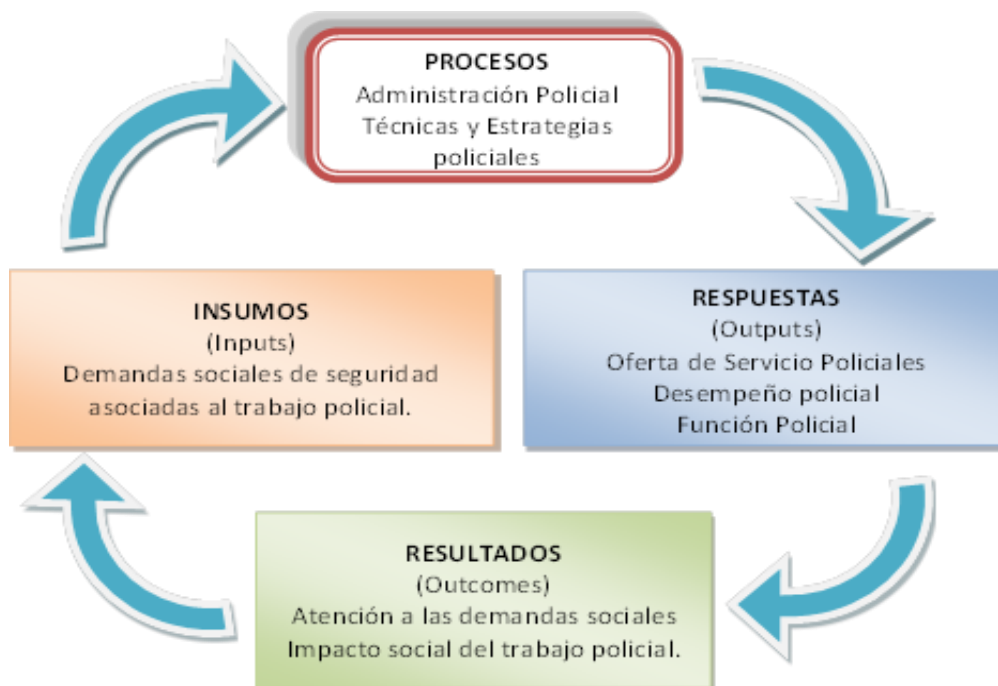 PROCESOS
Administración Policial
Técnicas y Estrategias
policiales
INSUMOS
(Inputs)
Demandas sociales de seguridad
asociadas al trabajo policial.
RESPUESTAS
(Outputs)
Oferta de Servicio Policiales
Desempeño policial
Función Policial
RESULTADOS
(Outcomes)
Atención a las demandas sociales
Impacto social del trabajo policial.